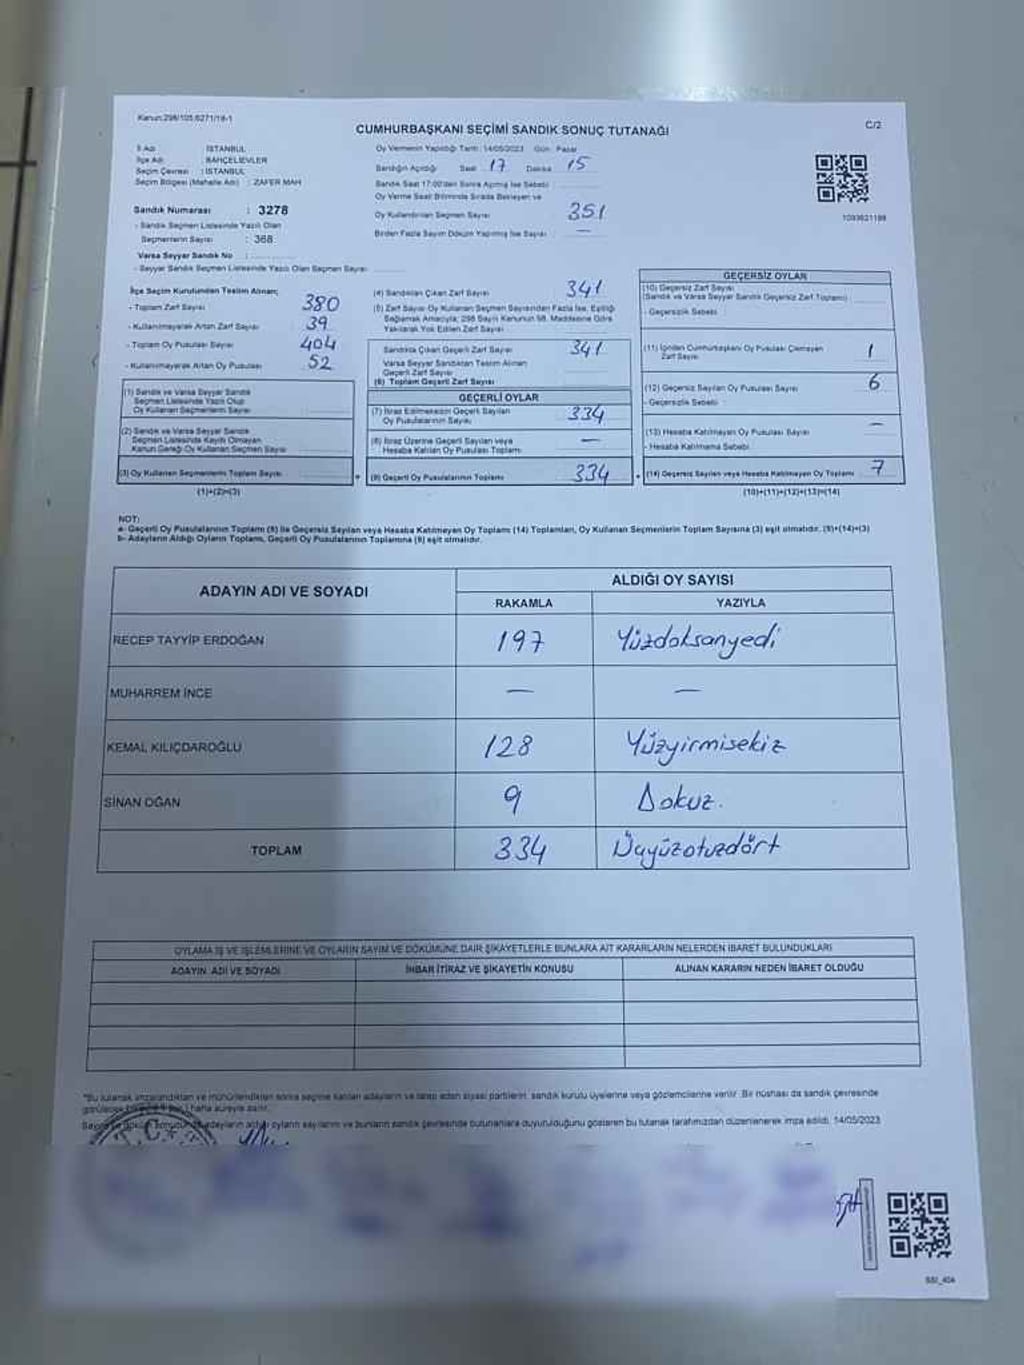 Kanun:298/105;6271/19-1
CUMHURBAŞKANI SEÇİMİ SANDIK SONUÇ TUTANAĞI
C/2
İl Adı : İSTANBUL
İlçe Adı : BAHÇELİEVLER
Seçim Çevresi : İSTANBUL
Seçim Bölgesi (Mahalle Adı) : ZAFER MAH
Sandık Numarası : 3278
- Sandık Seçmen Listesinde Yazılı Olan
Seçmenlerin Sayısı : 368
Varsa Seyyar Sandık No :
- Seyyar Sandık Seçmen Listesinde Yazılı Olan Seçmen Sayısı
Oy Vermenin Yapıldığı Tarih :14/05/2023 Gün : Pazar
Sandığın Açıldığı Saat 17 Dakika 15
Sandık Saat 17:00'den Sonra Açılmış İse Sebebi
Oy Verme Saati Bitiminde Sırada Bekleyen ve
Oy Kullandırılan Seçmen Sayısı 351
Birden Fazla Sayım Döküm Yapılmış İse Sayısı : —
1093621198
İlçe Seçim Kurulundan Teslim Alınan;
- Toplam Zarf Sayısı 380
- Kullanılmayarak Artan Zarf Sayısı 39
- Toplam Oy Pusulası Sayısı 404
- Kullanılmayarak Artan Oy Pusulası 52
(1) Sandık ve Varsa Seyyar Sandık
Seçmen Listesinde Yazılı Olup
Oy Kullanan Seçmenlerin Sayısı
(2) Sandık ve Varsa Seyyar Sandık
Seçmen Listesinde Kayıtlı Olmayan
Kanun Gereği Oy Kullanan Seçmen Sayısı
(3) Oy Kullanan Seçmenlerin Toplam Sayısı
(1)+(2)=(3)
(4) Sandıktan Çıkan Zarf Sayısı 341
(5) Zarf Sayısı Oy Kullanan Seçmen Sayısından Fazla İse, Eşitliği
Sağlamak Amacıyla; 298 Sayılı Kanunun 98. Maddesine Göre
Yakılarak Yok Edilen Zarf Sayısı
Sandıkta Çıkan Geçerli Zarf Sayısı 341
Varsa Seyyar Sandıktan Teslim Alınan
Geçerli Zarf Sayısı
(6) Toplam Geçerli Zarf Sayısı
GEÇERLİ OYLAR
(7) İtiraz Edilmeksizin Geçerli Sayılan
Oy Pusulalarının Sayısı 334
(8) İtiraz Üzerine Geçerli Sayılan veya
Hesaba Katılan Oy Pusulası Toplamı —
(9) Geçerli Oy Pusulalarının Toplamı 334
GEÇERSİZ OYLAR
(10) Geçersiz Zarf Sayısı
(Sandık ve Varsa Seyyar Sandık Geçersiz Zarf Toplamı)
- Geçersizlik Sebebi :
(11) İçinden Cumhurbaşkanı Oy Pusulası Çıkmayan
Zarf Sayısı 1
(12) Geçersiz Sayılan Oy Pusulası Sayısı 6
- Geçersizlik Sebebi :
(13) Hesaba Katılmayan Oy Pusulası Sayısı —
- Hesaba Katılmama Sebebi :
(14) Geçersiz Sayılan veya Hesaba Katılmayan Oy Toplamı 7
(10)+(11)+(12)+(13)=(14)
NOT:
a- Geçerli Oy Pusulalarının Toplamı (9) ile Geçersiz Sayılan veya Hesaba Katılmayan Oy Toplamı (14) Toplamları, Oy Kullanan Seçmenlerin Toplam Sayısına (3) eşit olmalıdır. (9)+(14)=(3)
b- Adayların Aldığı Oyların Toplamı, Geçerli Oy Pusulalarının Toplamına (9) eşit olmalıdır.
ADAYIN ADI VE SOYADI
ALDIĞI OY SAYISI
RAKAMLA YAZIYLA
RECEP TAYYİP ERDOĞAN 197 Yüzdoksanyedi
MUHARREM İNCE — —
KEMAL KILIÇDAROĞLU 128 Yüzyirmisekiz
SİNAN OĞAN 9 Dokuz.
TOPLAM 334 Üçyüzotuzdört
OYLAMA İŞ VE İŞLEMLERİNE VE OYLARIN SAYIM VE DÖKÜMÜNE DAİR ŞİKAYETLERLE BUNLARA AİT KARARLARIN NELERDEN İBARET BULUNDUKLARI
ADAYIN ADI VE SOYADI İHBAR İTİRAZ VE ŞİKAYETİN KONUSU ALINAN KARARIN NEDEN İBARET OLDUĞU
*Bu tutanak imzalandıktan ve mühürlendikten sonra seçime katılan adayların ve talep eden siyasi partilerin, sandık kurulu üyelerine veya gözlemcilerine verilir. Bir nüshası da sandık çevresinde
hafta süreyle asılır.
adayların aldığı oyların sayılarını ve bunların sandık çevresinde bulunanlara duyurulduğunu gösteren bu tutanak tarafımızdan düzenlenerek imza edildi. 14/05/2023
T.C.
SSI_404